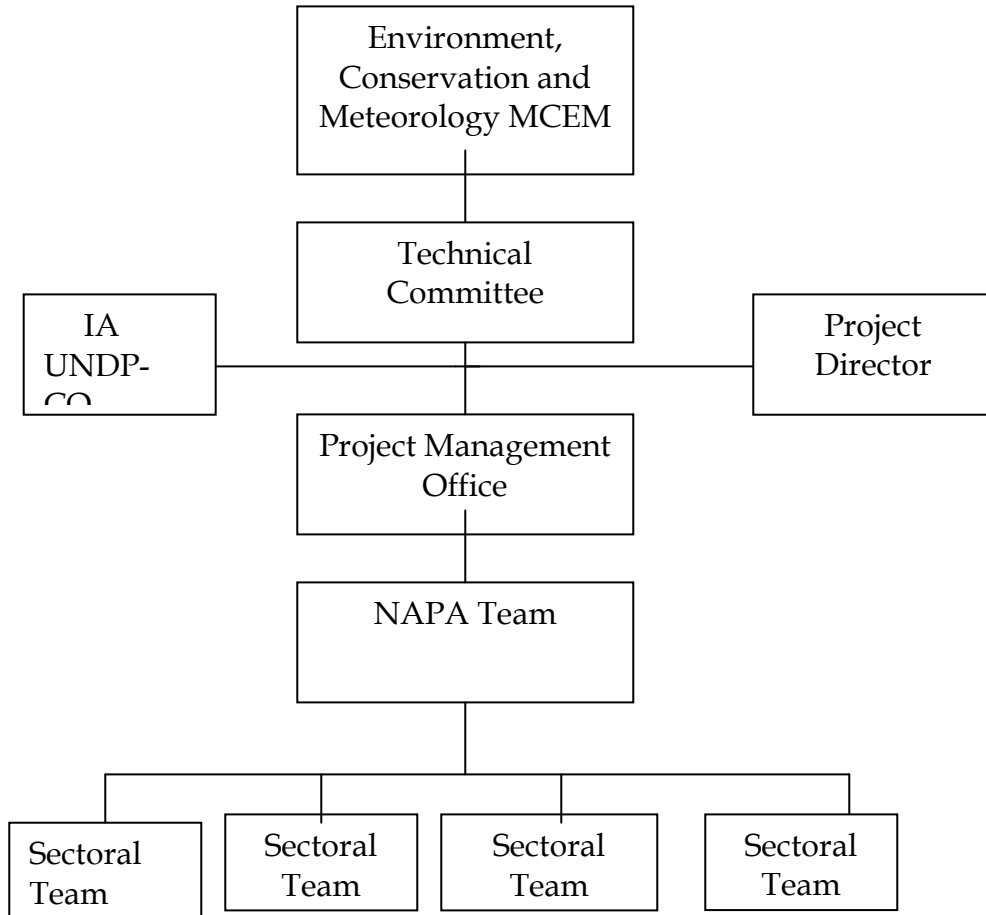 Environment,
Conservation and
Meteorology MCEM
Technical
Committee
IA
UNDP-
CO
Project
Director
Project Management
Office
NAPA Team
Sectoral
Team
Sectoral
Team
Sectoral
Team
Sectoral
Team